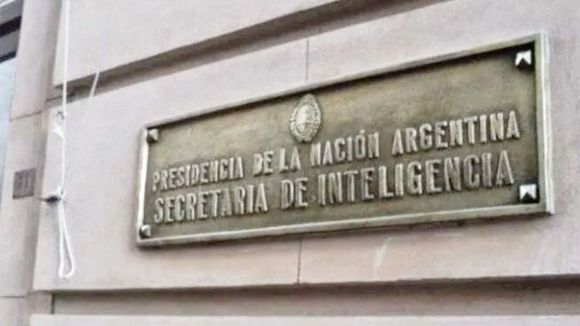 PRESIDENCIA DE LA NACIÓN ARGENTINA
SECRETARIA DE INTELIGENCIA